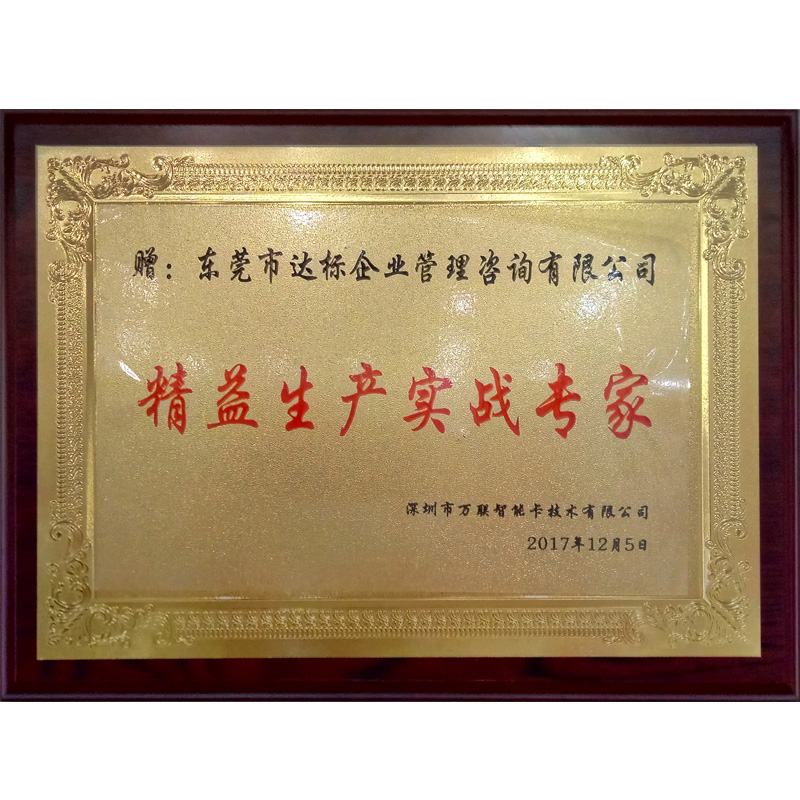 赠：东莞市达标企业管理咨询有限公司
精益生产实战专家
深圳市万联智能卡技术有限公司
2017年12月5日